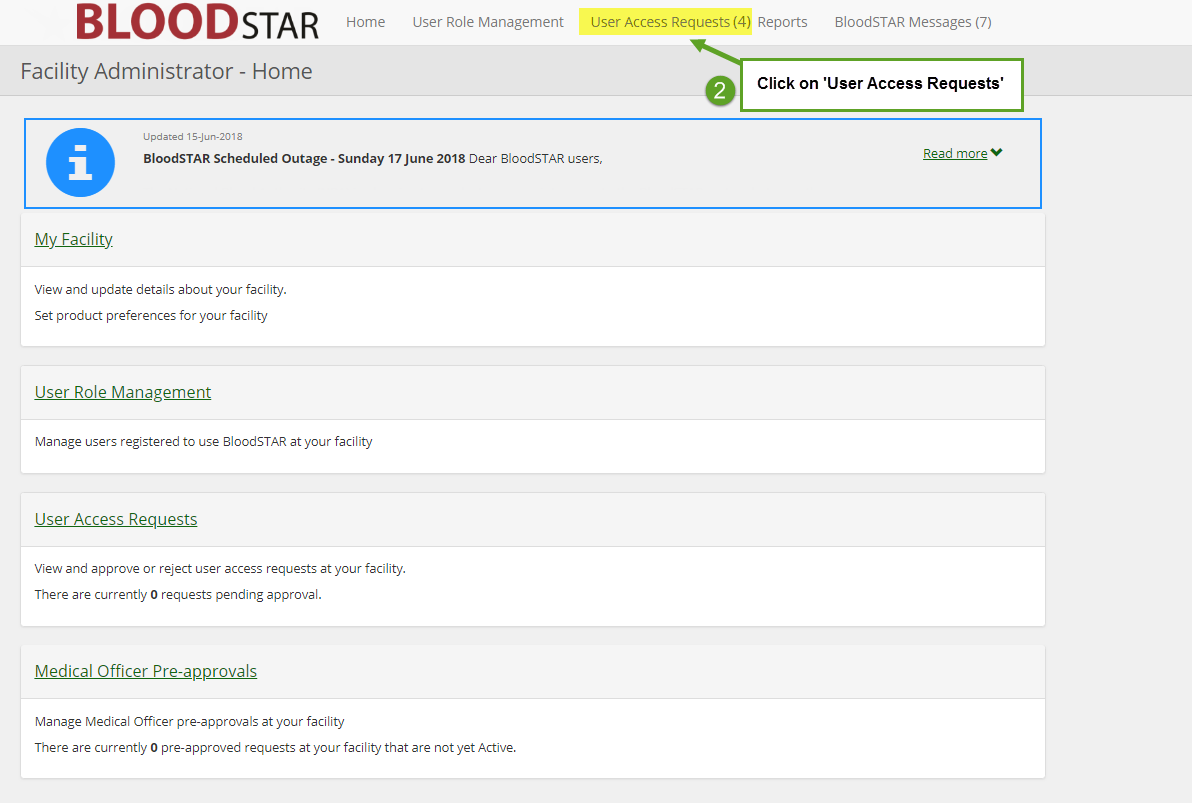 BLOODSTAR Home User Role Management User Access Requests (4) Reports BloodSTAR Messages (7)
Facility Administrator - Home
2 Click on 'User Access Requests'
Updated 15-Jun-2018
BloodSTAR Scheduled Outage - Sunday 17 June 2018 Dear BloodSTAR users, Read more
My Facility
View and update details about your facility.
Set product preferences for your facility
User Role Management
Manage users registered to use BloodSTAR at your facility
User Access Requests
View and approve or reject user access requests at your facility.
There are currently 0 requests pending approval.
Medical Officer Pre-approvals
Manage Medical Officer pre-approvals at your facility
There are currently 0 pre-approved requests at your facility that are not yet Active.